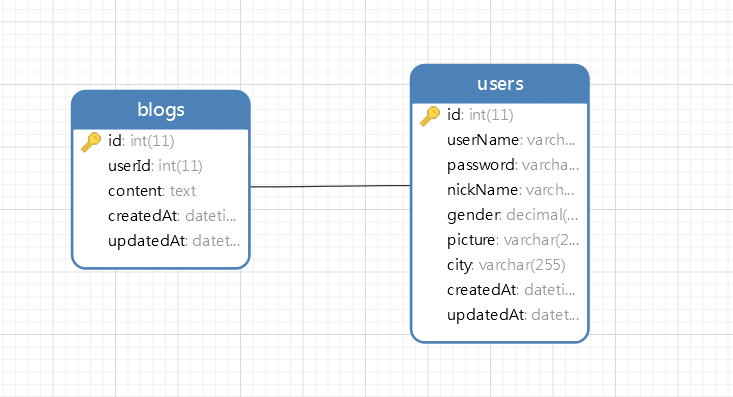 blogs
id: int(11)
userId: int(11)
content: text
createdAt: dateti...
updatedAt: datet...
users
id: int(11)
userName: varch...
password: varcha...
nickName: varch...
gender: decimal(...
picture: varchar(2...
city: varchar(255)
createdAt: dateti...
updatedAt: datet...